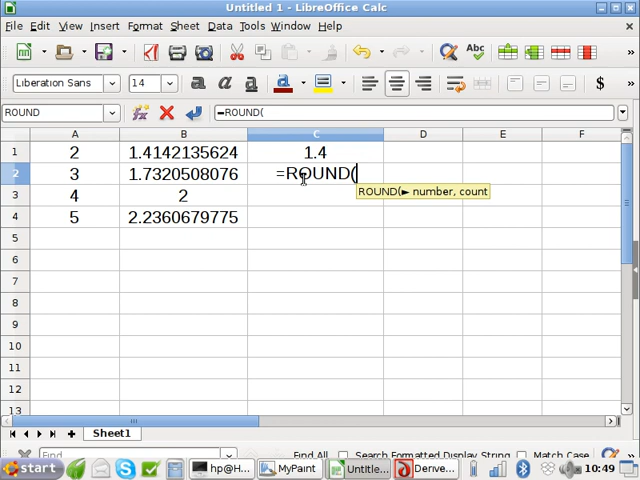 Untitled 1 - LibreOffice Calc
File Edit View Insert Format Sheet Data Tools Window Help
Abc
Liberation Sans 14 a a a $
ROUND =ROUND(
A B C D E F
1 2 1.4142135624 1.4
2 3 1.7320508076 =ROUND(
ROUND(► number, count
3 4 2
4 5 2.2360679775
5
6
7
8
9
10
11
12
13
Sheet1
Find Find All Search Formatted Display String Match Case
start hp@H... MyPaint Untitle... Derive... 10:49